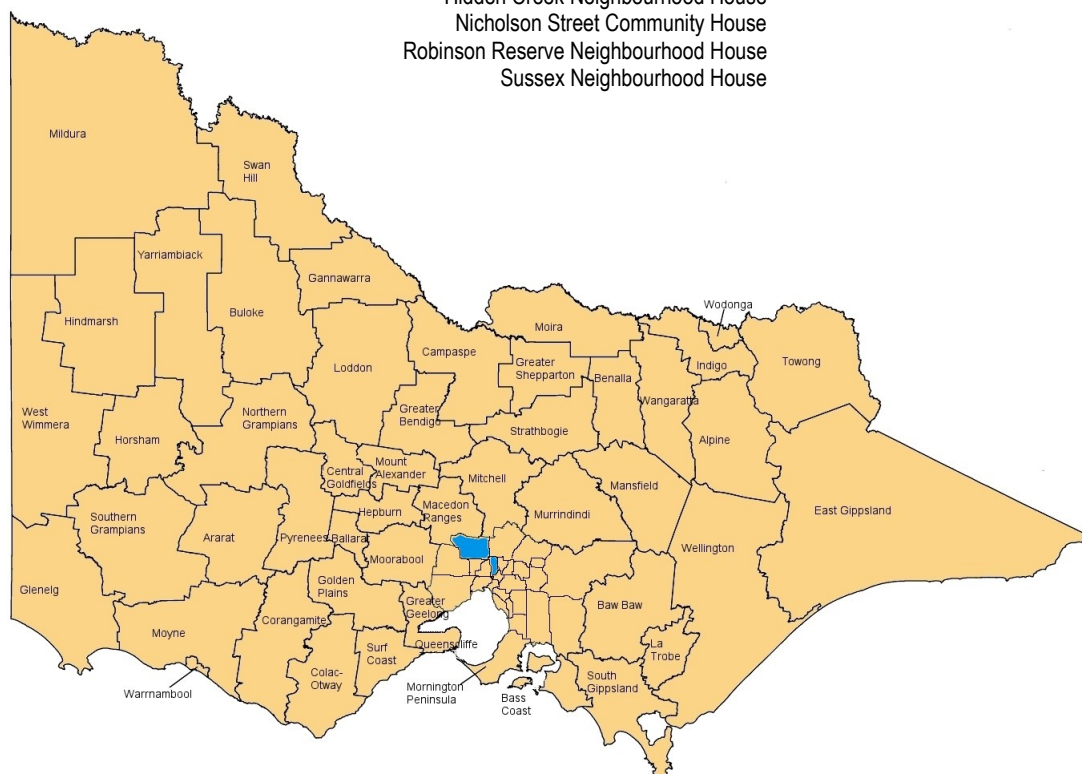 Hidden Creek Neighbourhood House
Nicholson Street Community House
Robinson Reserve Neighbourhood House
Sussex Neighbourhood House
Mildura
Swan
Hill
Yarriambiack
Gannawarra
Hindmarsh
Buloke
Wodonga
Moira
Campaspe
Greater
Shepparton
Benalla
Indigo
Towong
Loddon
Wangaratta
West
Wimmera
Northern
Grampians
Greater
Bendigo
Strathbogie
Horsham
Alpine
Central
Goldfields
Mount
Alexander
Mitchell
Mansfield
Southern
Grampians
Ararat
Pyrenees
Hepburn
Macedon
Ranges
Murrindindi
East Gippsland
Ballarat
Moorabool
Wellington
Glenelg
Golden
Plains
Greater
Geelong
Baw Baw
Moyne
Corangamite
Queenscliffe
La
Trobe
Surf
Coast
Colac-
Otway
South
Gippsland
Warrnambool
Mornington
Peninsula
Bass
Coast